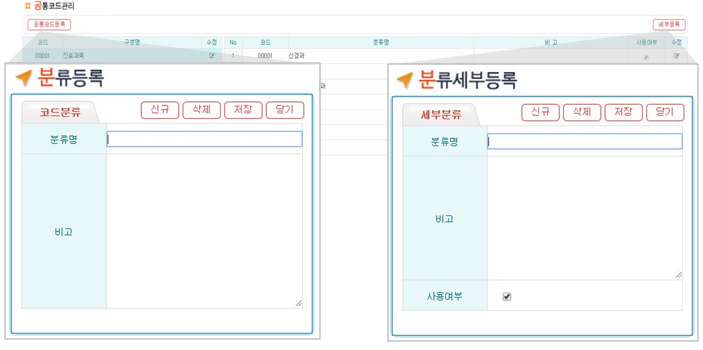 공통코드관리
공통코드등록 세부등록
코드 구분명 수정 No 코드 분류명 비 고 사용여부 수정
00001 진료과목 1 00001 신경과
과
분류등록
코드분류 신규 삭제 저장 닫기
분류명
비고
분류세부등록
세부분류 신규 삭제 저장 닫기
분류명
비고
사용여부